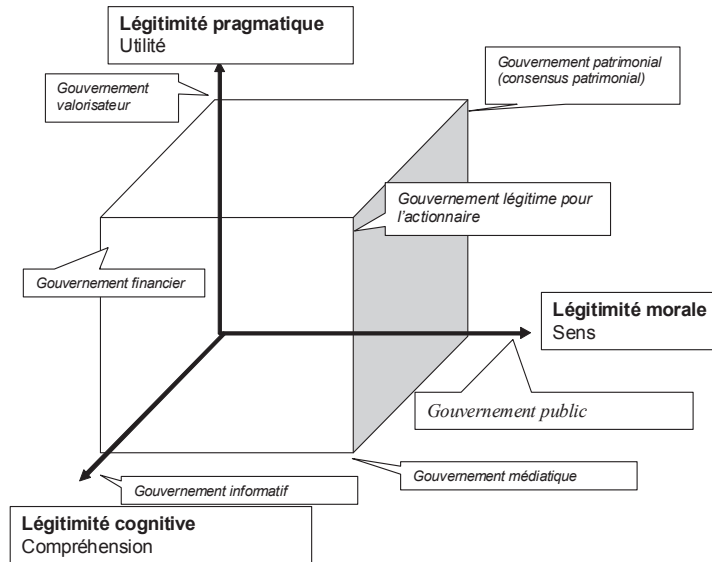 Légitimité pragmatique
Utilité
Gouvernement
valorisateur
Gouvernement patrimonial
(consensus patrimonial)
Gouvernement légitime pour
l'actionnaire
Gouvernement financier
Légitimité morale
Sens
Gouvernement public
Gouvernement médiatique
Gouvernement informatif
Légitimité cognitive
Compréhension